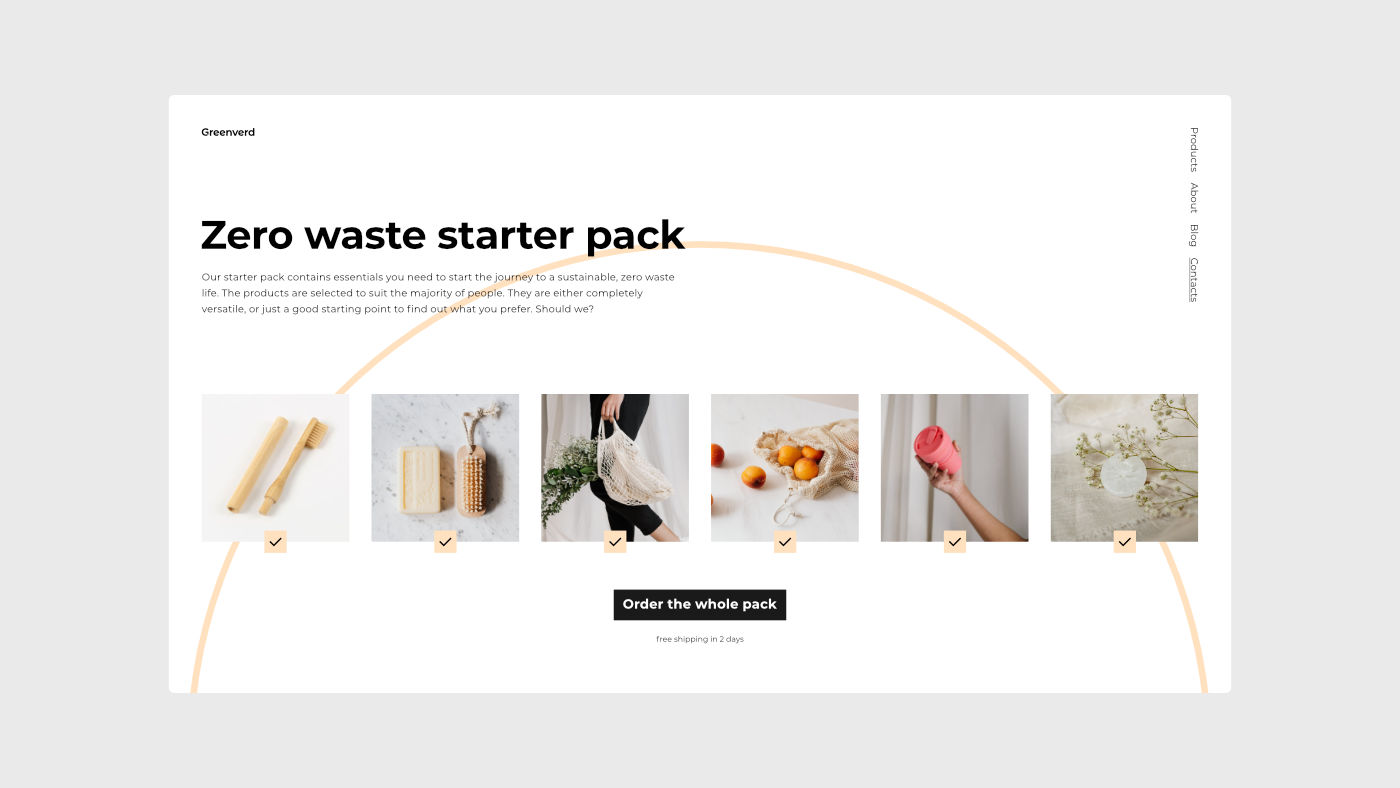 Greenverd
Products
About
Blog
Contacts
Zero waste starter pack
Our starter pack contains essentials you need to start the journey to a sustainable, zero waste
life. The products are selected to suit the majority of people. They are either completely
versatile, or just a good starting point to find out what you prefer. Should we?
Order the whole pack
free shipping in 2 days